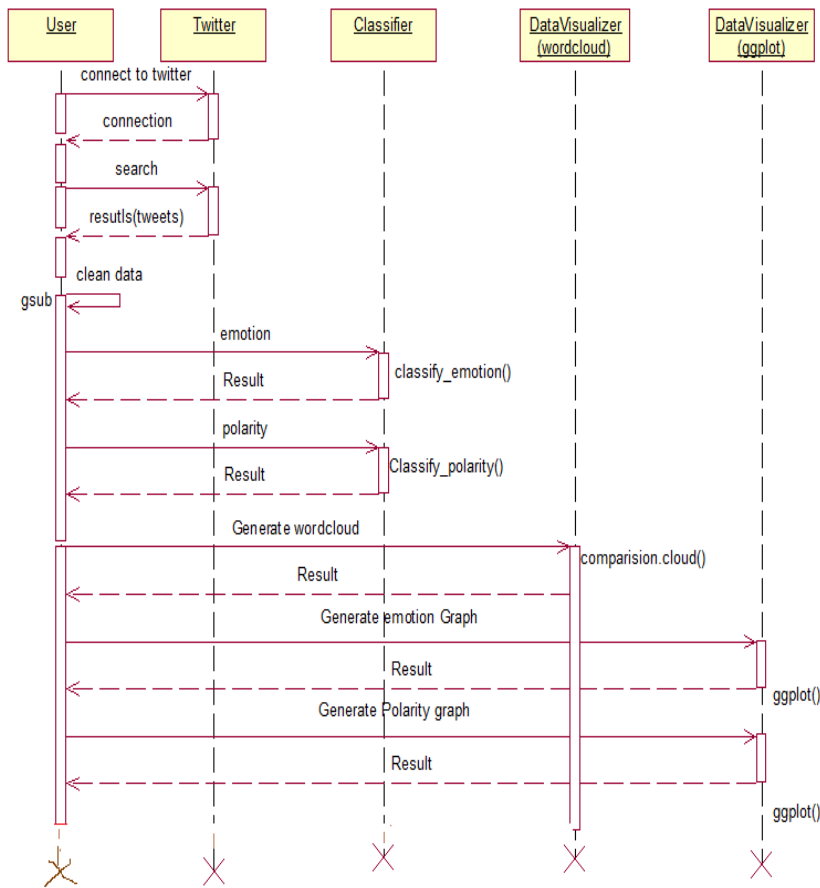 User
Twitter
Classifier
DataVisualizer
(wordcloud)
DataVisualizer
(ggplot)
connect to twitter
connection
search
resutls(tweets)
clean data
gsub
emotion
classify_emotion()
Result
polarity
Classify_polarity()
Result
Generate wordcloud
comparision.cloud()
Result
Generate emotion Graph
Result
ggplot()
Generate Polarity graph
Result
ggplot()